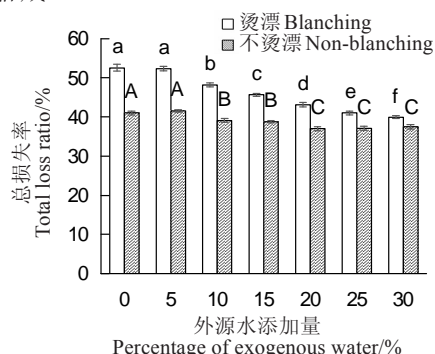 烫漂 Blanching
不烫漂 Non-blanching
总损失率
Total loss ratio/%
60
50
40
30
20
10
0
a a b c d e f
A A B B C C C
0 5 10 15 20 25 30
外源水添加量
Percentage of exogenous water/%